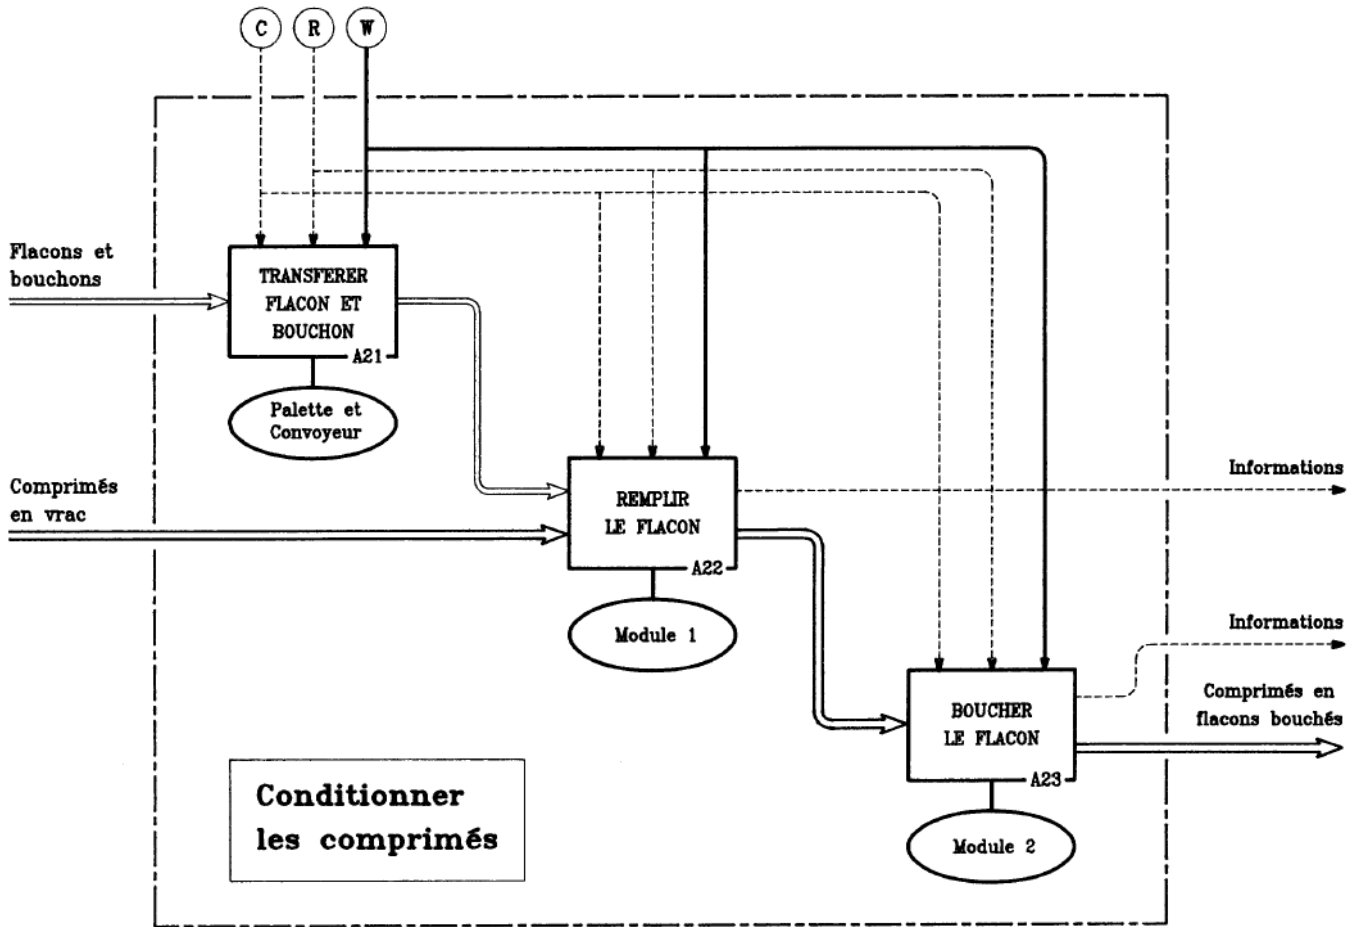 C R W
Flacons et
bouchons
TRANSFERER
FLACON ET
BOUCHON
A21
Palette et
Convoyeur
Comprimés
en vrac
REMPLIR
LE FLACON
A22
Module 1
Informations
Informations
BOUCHER
LE FLACON
A23
Module 2
Comprimés en
flacons bouchés
Conditionner
les comprimés